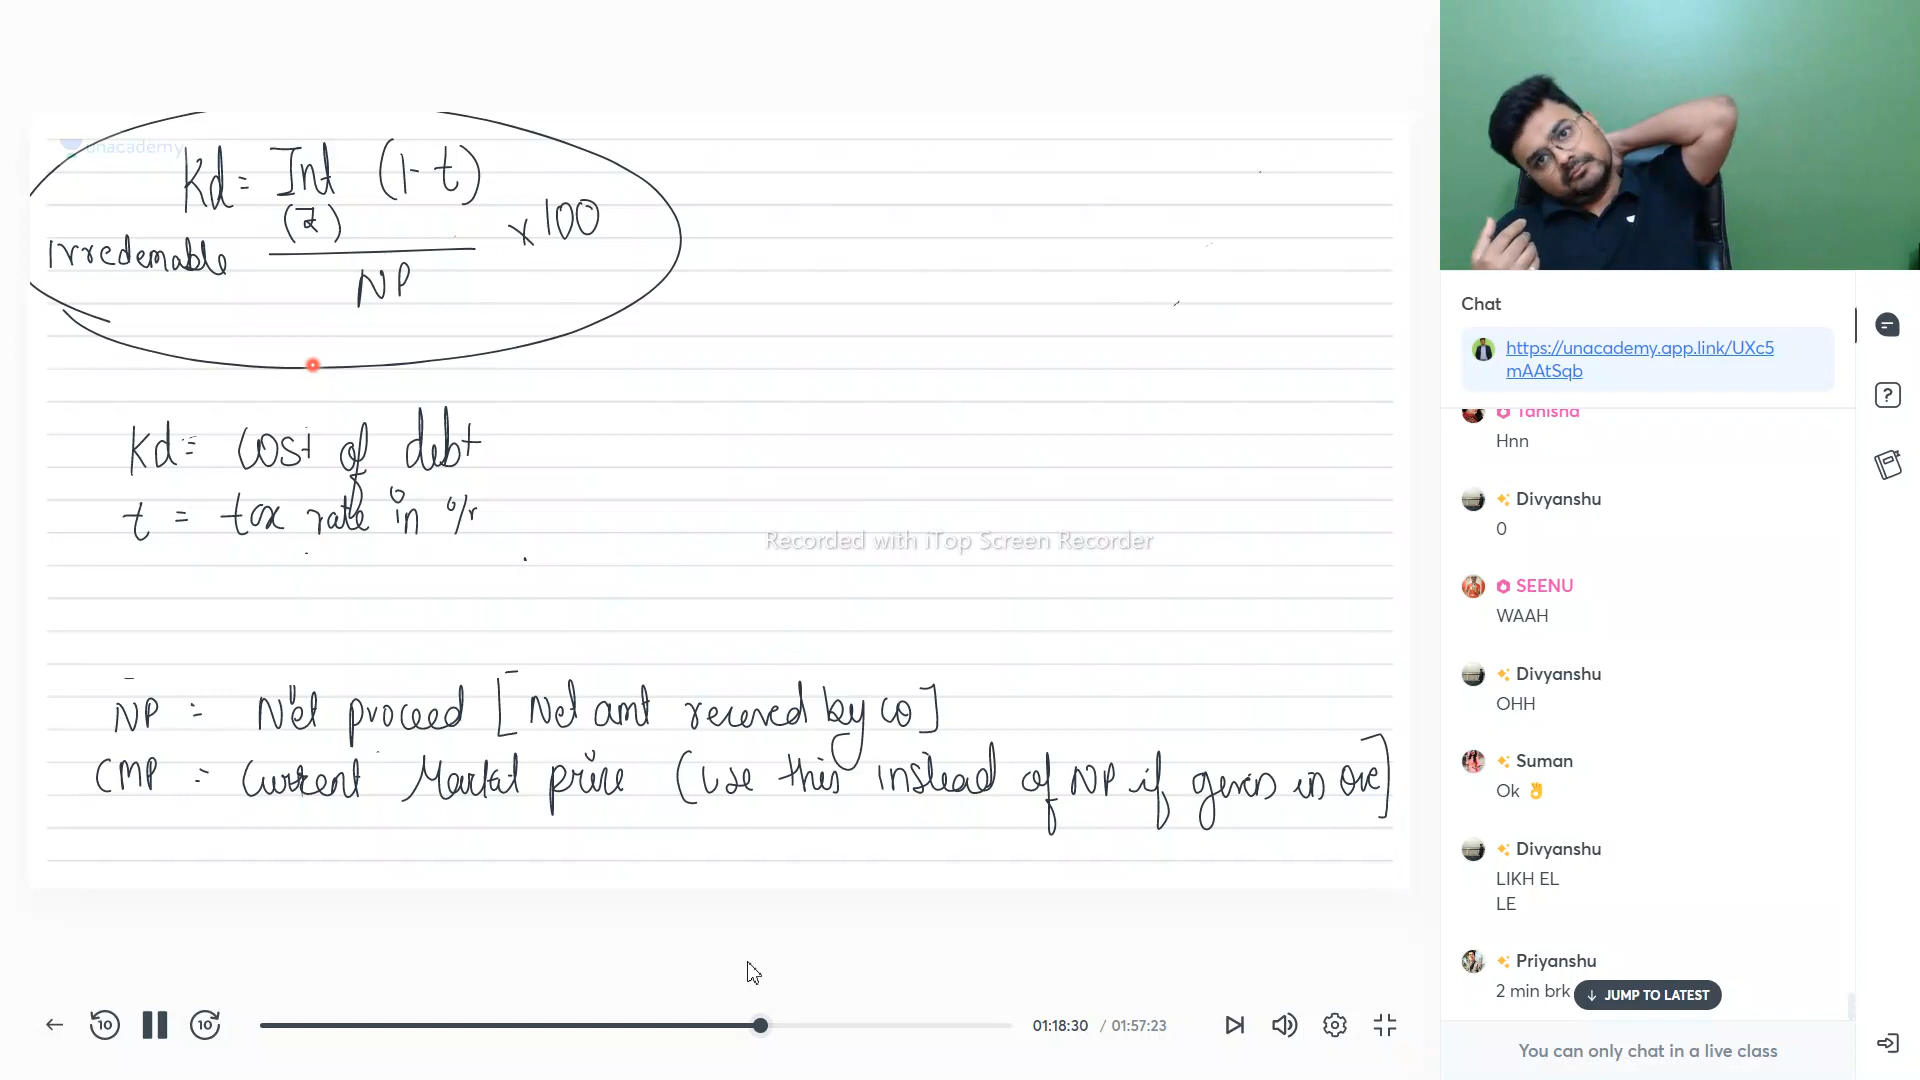 unacademy
Kd = Int (1-t)
(₹)
x 100
Irredemable
NP
Kd = cost of debt
t = tax rate in %
Recorded with iTop Screen Recorder
NP = Net proceed [Net amt received by co]
CMP = Current Market price (use this instead of NP if given in Que]
01:18:30 / 01:57:23
10
10
Chat
https://unacademy.app.link/UXc5
mAAtSqb
Tanisha
Hnn
Divyanshu
0
SEENU
WAAH
Divyanshu
OHH
Suman
Ok 👌
Divyanshu
LIKH EL
LE
Priyanshu
2 min brk
↓ JUMP TO LATEST
You can only chat in a live class
?